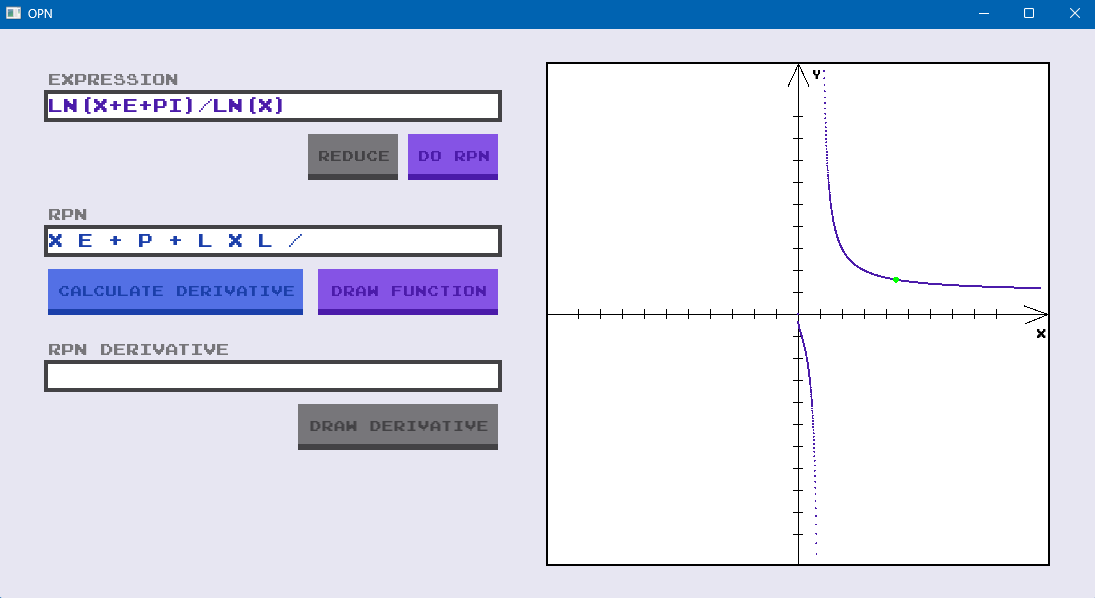 OPN
EXPRESSION
LN(X+E+PI)/LN(X)
REDUCE
DO RPN
RPN
X E + P + L X L /
CALCULATE DERIVATIVE
DRAW FUNCTION
RPN DERIVATIVE
DRAW DERIVATIVE
Y
X